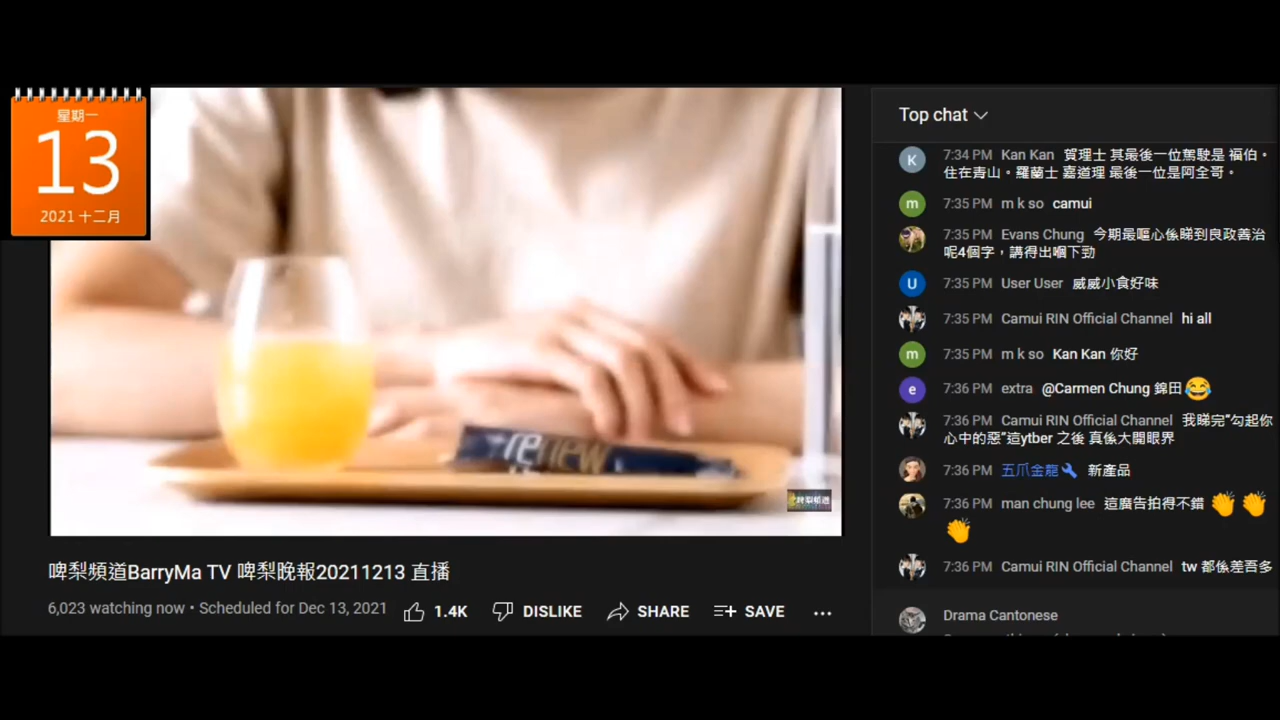 星期一
13
2021 十二月
renew
啤梨頻道
啤梨頻道BarryMa TV 啤梨晚報20211213 直播
6,023 watching now • Scheduled for Dec 13, 2021
1.4K
DISLIKE
SHARE
SAVE
Top chat
K
7:34 PM Kan Kan 賀理士 其最後一位駕駛是 福伯。
住在青山。羅蘭士 嘉道理 最後一位是阿全哥。
m
7:35 PM m k so camui
7:35 PM Evans Chung 今期最嘔心係睇到良政善治
呢4個字，講得出嗰下勁
U
7:35 PM User User 威威小食好味
7:35 PM Camui RIN Official Channel hi all
m
7:35 PM m k so Kan Kan 你好
e
7:36 PM extra @Carmen Chung 錦田😂
7:36 PM Camui RIN Official Channel 我睇完"勾起你
心中的惡"這ytber 之後 真係大開眼界
7:36 PM 五爪金龍🔧 新產品
7:36 PM man chung lee 這廣告拍得不錯 👏 👏
👏
7:36 PM Camui RIN Official Channel tw 都係差吾多
Drama Cantonese